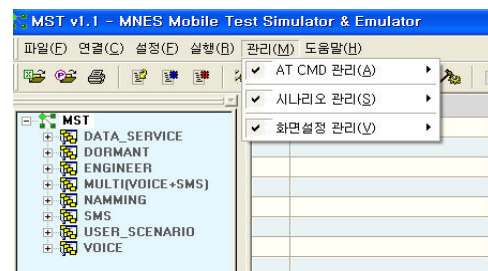 MST v1.1 - MNES Mobile Test Simulator & Emulator
파일(F) 연결(C) 설정(E) 실행(R) 관리(M) 도움말(H)
AT CMD 관리(A)
시나리오 관리(S)
화면설정 관리(V)
MST
DATA_SERVICE
DORMANT
ENGINEER
MULTI(VOICE+SMS)
NAMMING
SMS
USER_SCENARIO
VOICE